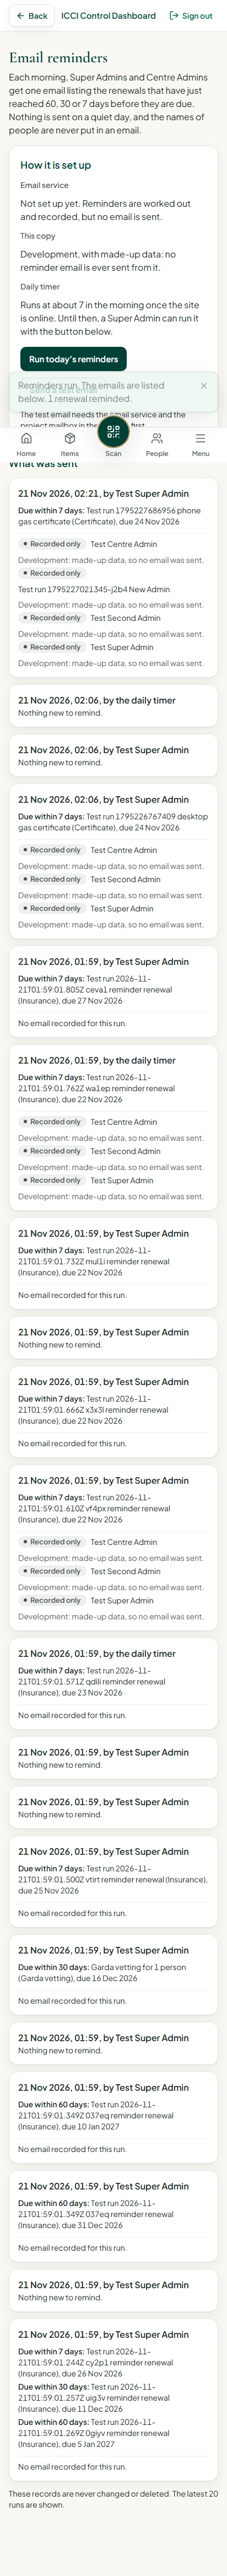 Back
ICCI Control Dashboard
Sign out
Email reminders
Each morning, Super Admins and Centre Admins
get one email listing the renewals that have just
reached 60, 30 or 7 days before they are due.
Nothing is sent on a quiet day, and the names of
people are never put in an email.
How it is set up
Email service
Not set up yet. Reminders are worked out
and recorded, but no email is sent.
This copy
Development, with made-up data: no
reminder email is ever sent from it.
Daily timer
Runs at about 7 in the morning once the site
is online. Until then, a Super Admin can run it
with the button below.
Run today's reminders
Reminders run. The emails are listed
below. 1 renewal reminded.
Send a test email
The test email needs the email service and the
project mailbox in the first.
Home
Items
Scan
People
Menu
What was sent
21 Nov 2026, 02:21, by Test Super Admin
Due within 7 days: Test run 1795227686956 phone
gas certificate (Certificate), due 24 Nov 2026
Recorded only Test Centre Admin
Development: made-up data, so no email was sent.
Recorded only
Test run 1795227021345-j2b4 New Admin
Development: made-up data, so no email was sent.
Recorded only Test Second Admin
Development: made-up data, so no email was sent.
Recorded only Test Super Admin
Development: made-up data, so no email was sent.
21 Nov 2026, 02:06, by the daily timer
Nothing new to remind.
21 Nov 2026, 02:06, by Test Super Admin
Nothing new to remind.
21 Nov 2026, 02:06, by Test Super Admin
Due within 7 days: Test run 1795226767409 desktop
gas certificate (Certificate), due 24 Nov 2026
Recorded only Test Centre Admin
Development: made-up data, so no email was sent.
Recorded only Test Second Admin
Development: made-up data, so no email was sent.
Recorded only Test Super Admin
Development: made-up data, so no email was sent.
21 Nov 2026, 01:59, by Test Super Admin
Due within 7 days: Test run 2026-11-
21T01:59:01.805Z ceva1 reminder renewal
(Insurance), due 27 Nov 2026
No email recorded for this run.
21 Nov 2026, 01:59, by the daily timer
Due within 7 days: Test run 2026-11-
21T01:59:01.762Z wa1ep reminder renewal
(Insurance), due 22 Nov 2026
Recorded only Test Centre Admin
Development: made-up data, so no email was sent.
Recorded only Test Second Admin
Development: made-up data, so no email was sent.
Recorded only Test Super Admin
Development: made-up data, so no email was sent.
21 Nov 2026, 01:59, by Test Super Admin
Due within 7 days: Test run 2026-11-
21T01:59:01.732Z mul1i reminder renewal
(Insurance), due 22 Nov 2026
No email recorded for this run.
21 Nov 2026, 01:59, by Test Super Admin
Nothing new to remind.
21 Nov 2026, 01:59, by Test Super Admin
Due within 7 days: Test run 2026-11-
21T01:59:01.666Z x3x3l reminder renewal
(Insurance), due 22 Nov 2026
No email recorded for this run.
21 Nov 2026, 01:59, by Test Super Admin
Due within 7 days: Test run 2026-11-
21T01:59:01.610Z vf4px reminder renewal
(Insurance), due 22 Nov 2026
Recorded only Test Centre Admin
Development: made-up data, so no email was sent.
Recorded only Test Second Admin
Development: made-up data, so no email was sent.
Recorded only Test Super Admin
Development: made-up data, so no email was sent.
21 Nov 2026, 01:59, by the daily timer
Due within 7 days: Test run 2026-11-
21T01:59:01.571Z qdili reminder renewal
(Insurance), due 23 Nov 2026
No email recorded for this run.
21 Nov 2026, 01:59, by Test Super Admin
Nothing new to remind.
21 Nov 2026, 01:59, by Test Super Admin
Nothing new to remind.
21 Nov 2026, 01:59, by Test Super Admin
Due within 7 days: Test run 2026-11-
21T01:59:01.500Z vtirt reminder renewal (Insurance),
due 25 Nov 2026
No email recorded for this run.
21 Nov 2026, 01:59, by Test Super Admin
Due within 30 days: Garda vetting for 1 person
(Garda vetting), due 16 Dec 2026
No email recorded for this run.
21 Nov 2026, 01:59, by Test Super Admin
Nothing new to remind.
21 Nov 2026, 01:59, by Test Super Admin
Due within 60 days: Test run 2026-11-
21T01:59:01.349Z 037eq reminder renewal
(Insurance), due 10 Jan 2027
No email recorded for this run.
21 Nov 2026, 01:59, by Test Super Admin
Due within 60 days: Test run 2026-11-
21T01:59:01.349Z 037eq reminder renewal
(Insurance), due 31 Dec 2026
No email recorded for this run.
21 Nov 2026, 01:59, by Test Super Admin
Nothing new to remind.
21 Nov 2026, 01:59, by Test Super Admin
Due within 7 days: Test run 2026-11-
21T01:59:01.244Z cy2p1 reminder renewal
(Insurance), due 26 Nov 2026
Due within 30 days: Test run 2026-11-
21T01:59:01.257Z uig3v reminder renewal
(Insurance), due 11 Dec 2026
Due within 60 days: Test run 2026-11-
21T01:59:01.269Z 0giyv reminder renewal
(Insurance), due 5 Jan 2027
No email recorded for this run.
These records are never changed or deleted. The latest 20
runs are shown.